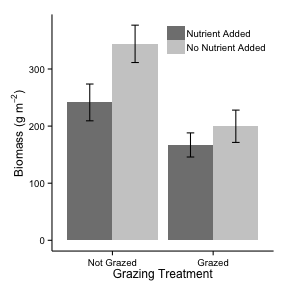 Nutrient Added
No Nutrient Added
300
200
100
0
Biomass (g m⁻²)
Not Grazed
Grazed
Grazing Treatment